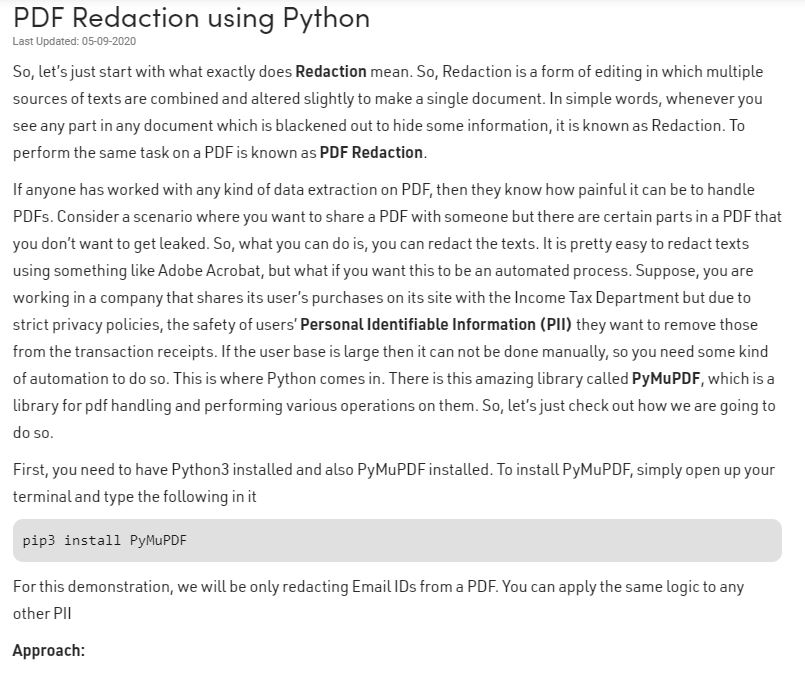 PDF Redaction using Python
Last Updated: 05-09-2020
So, let's just start with what exactly does Redaction mean. So, Redaction is a form of editing in which multiple
sources of texts are combined and altered slightly to make a single document. In simple words, whenever you
see any part in any document which is blackened out to hide some information, it is known as Redaction. To
perform the same task on a PDF is known as PDF Redaction.
If anyone has worked with any kind of data extraction on PDF, then they know how painful it can be to handle
PDFs. Consider a scenario where you want to share a PDF with someone but there are certain parts in a PDF that
you don't want to get leaked. So, what you can do is, you can redact the texts. It is pretty easy to redact texts
using something like Adobe Acrobat, but what if you want this to be an automated process. Suppose, you are
working in a company that shares its user's purchases on its site with the Income Tax Department but due to
strict privacy policies, the safety of users' Personal Identifiable Information (PII) they want to remove those
from the transaction receipts. If the user base is large then it can not be done manually, so you need some kind
of automation to do so. This is where Python comes in. There is this amazing library called PyMuPDF, which is a
library for pdf handling and performing various operations on them. So, let's just check out how we are going to
do so.
First, you need to have Python3 installed and also PyMuPDF installed. To install PyMuPDF, simply open up your
terminal and type the following in it
pip3 install PyMuPDF
For this demonstration, we will be only redacting Email IDs from a PDF. You can apply the same logic to any
other PII
Approach: